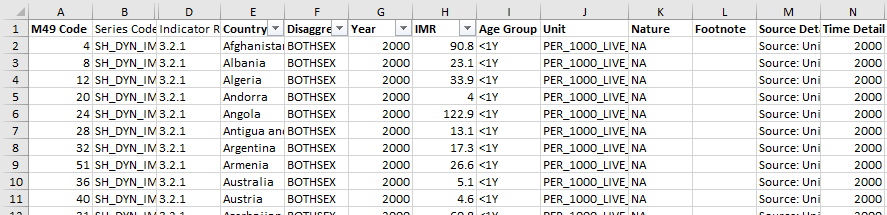 A B D E F G H I J K L M N
1 M49 Code Series Code Indicator R Country Disaggre Year IMR Age Group Unit Nature Footnote Source Deta Time Detail
2 4 SH_DYN_IM 3.2.1 Afghanistan BOTHSEX 2000 90.8 <1Y PER_1000_LIVE_ NA Source: Uni 2000
3 8 SH_DYN_IM 3.2.1 Albania BOTHSEX 2000 23.1 <1Y PER_1000_LIVE_ NA Source: Uni 2000
4 12 SH_DYN_IM 3.2.1 Algeria BOTHSEX 2000 33.9 <1Y PER_1000_LIVE_ NA Source: Uni 2000
5 20 SH_DYN_IM 3.2.1 Andorra BOTHSEX 2000 4 <1Y PER_1000_LIVE_ NA Source: Uni 2000
6 24 SH_DYN_IM 3.2.1 Angola BOTHSEX 2000 122.9 <1Y PER_1000_LIVE_ NA Source: Uni 2000
7 28 SH_DYN_IM 3.2.1 Antigua and BOTHSEX 2000 13.1 <1Y PER_1000_LIVE_ NA Source: Uni 2000
8 32 SH_DYN_IM 3.2.1 Argentina BOTHSEX 2000 17.3 <1Y PER_1000_LIVE_ NA Source: Uni 2000
9 51 SH_DYN_IM 3.2.1 Armenia BOTHSEX 2000 26.6 <1Y PER_1000_LIVE_ NA Source: Uni 2000
10 36 SH_DYN_IM 3.2.1 Australia BOTHSEX 2000 5.1 <1Y PER_1000_LIVE_ NA Source: Uni 2000
11 40 SH_DYN_IM 3.2.1 Austria BOTHSEX 2000 4.6 <1Y PER_1000_LIVE_ NA Source: Uni 2000